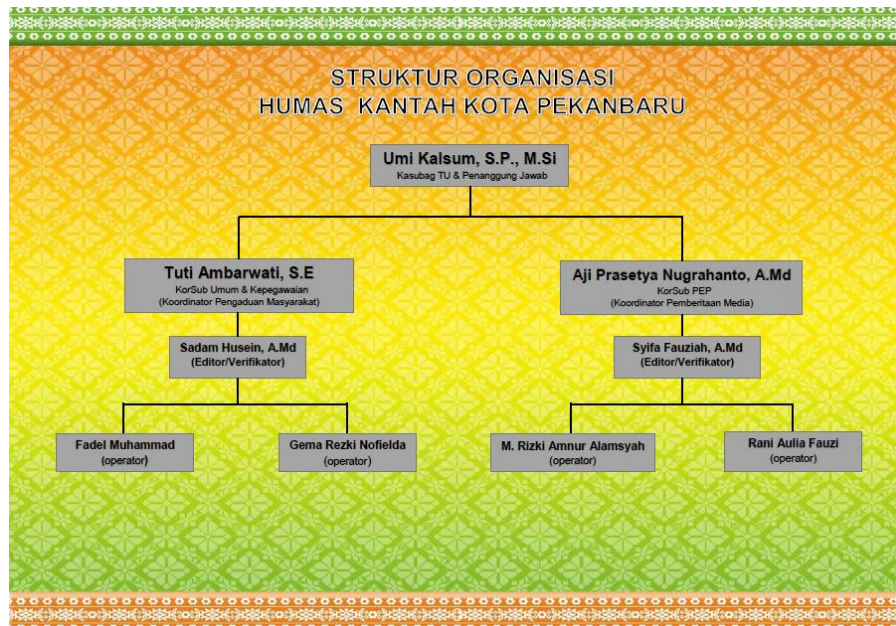 STRUKTUR ORGANISASI
HUMAS KANTAH KOTA PEKANBARU
Umi Kalsum, S.P., M.Si
Kasubag TU & Penanggung Jawab
Tuti Ambarwati, S.E
KorSub Umum & Kepegawaian
(Koordinator Pengaduan Masyarakat)
Aji Prasetya Nugrahanto, A.Md
KorSub PEP
(Koordinator Pemberitaan Media)
Sadam Husein, A.Md
(Editor/Verifikator)
Syifa Fauziah, A.Md
(Editor/Verifikator)
Fadel Muhammad
(operator)
Gema Rezki Nofielda
(operator)
M. Rizki Amnur Alamsyah
(operator)
Rani Aulia Fauzi
(operator)